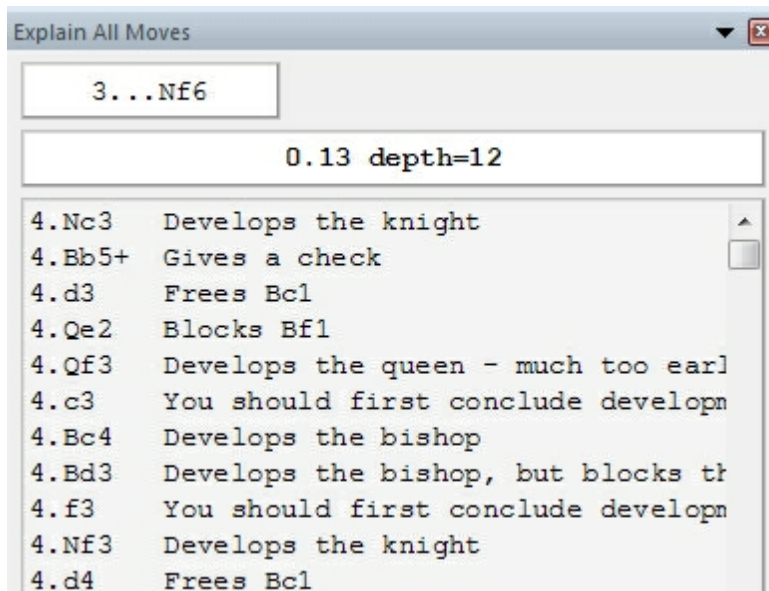 Explain All Moves
3...Nf6
0.13 depth=12
4.Nc3 Develops the knight
4.Bb5+ Gives a check
4.d3 Frees Bc1
4.Qe2 Blocks Bf1
4.Qf3 Develops the queen - much too earl
4.c3 You should first conclude developm
4.Bc4 Develops the bishop
4.Bd3 Develops the bishop, but blocks th
4.f3 You should first conclude developm
4.Nf3 Develops the knight
4.d4 Frees Bc1